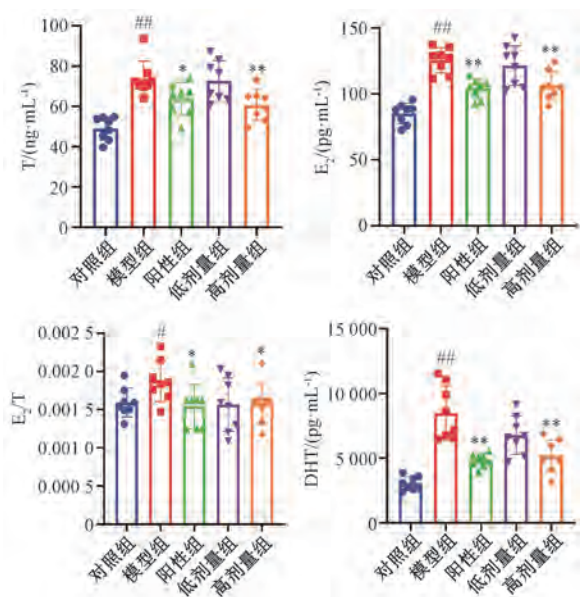 T/(ng·mL⁻¹)
100
80
60
40
20
0
##
*
**
对照组
模型组
阳性组
低剂量组
高剂量组
E₂/(pg·mL⁻¹)
150
100
50
0
##
**
**
对照组
模型组
阳性组
低剂量组
高剂量组
E₂/T
0.002 5
0.002 0
0.001 5
0.001 0
0.000 5
0
#
*
*
对照组
模型组
阳性组
低剂量组
高剂量组
DHT/(pg·mL⁻¹)
15 000
10 000
5 000
0
##
**
**
对照组
模型组
阳性组
低剂量组
高剂量组